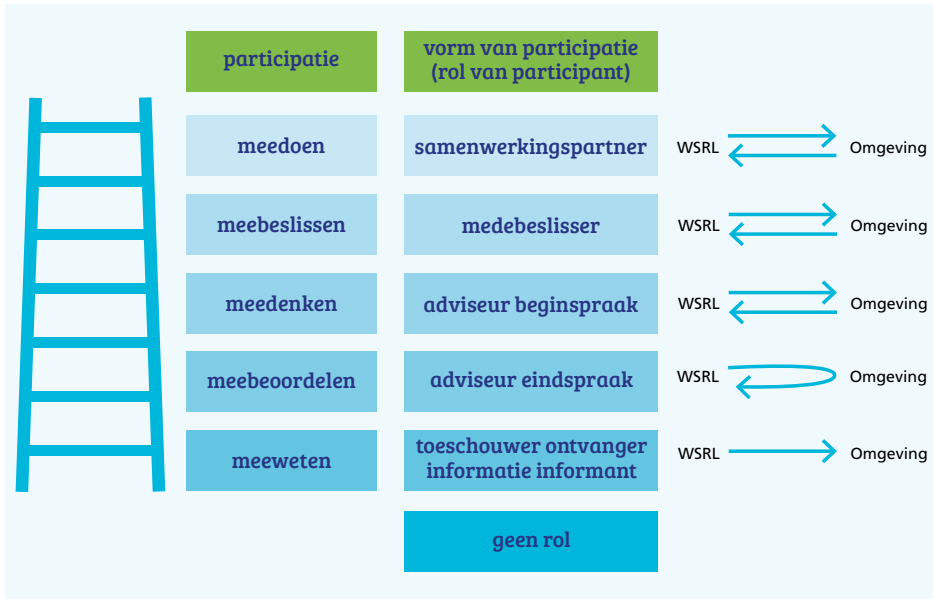 participatie
vorm van participatie
(rol van participant)
meedoen
samenwerkingspartner
WSRL
Omgeving
meebeslissen
medebeslisser
WSRL
Omgeving
meedenken
adviseur beginspraak
WSRL
Omgeving
meebeoordelen
adviseur eindspraak
WSRL
Omgeving
meeweten
toeschouwer ontvanger
informatie informant
WSRL
Omgeving
geen rol